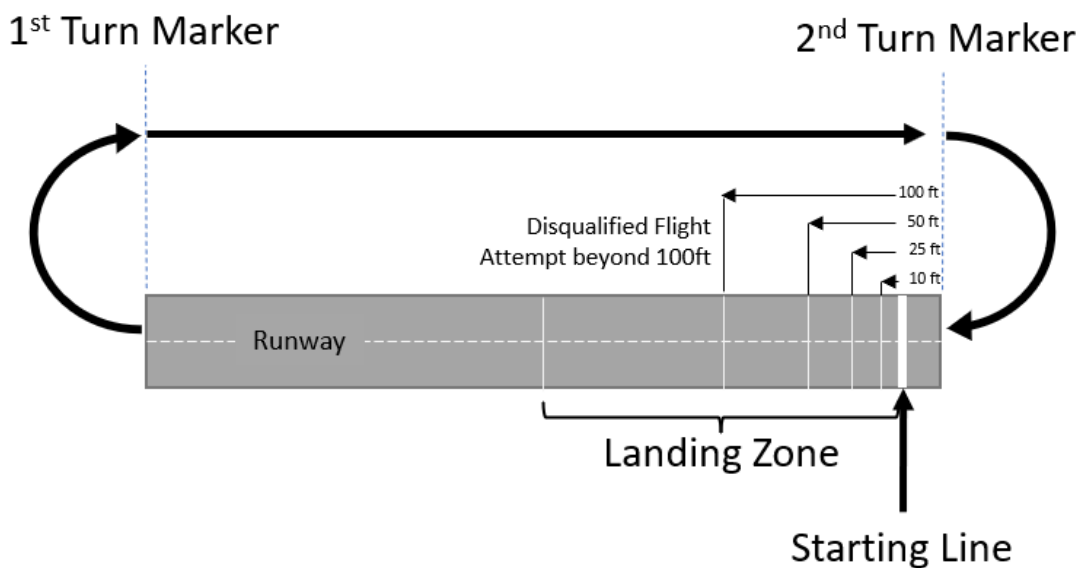 1st Turn Marker
2nd Turn Marker
100 ft
Disqualified Flight
50 ft
Attempt beyond 100ft
25 ft
10 ft
Runway
Landing Zone
Starting Line